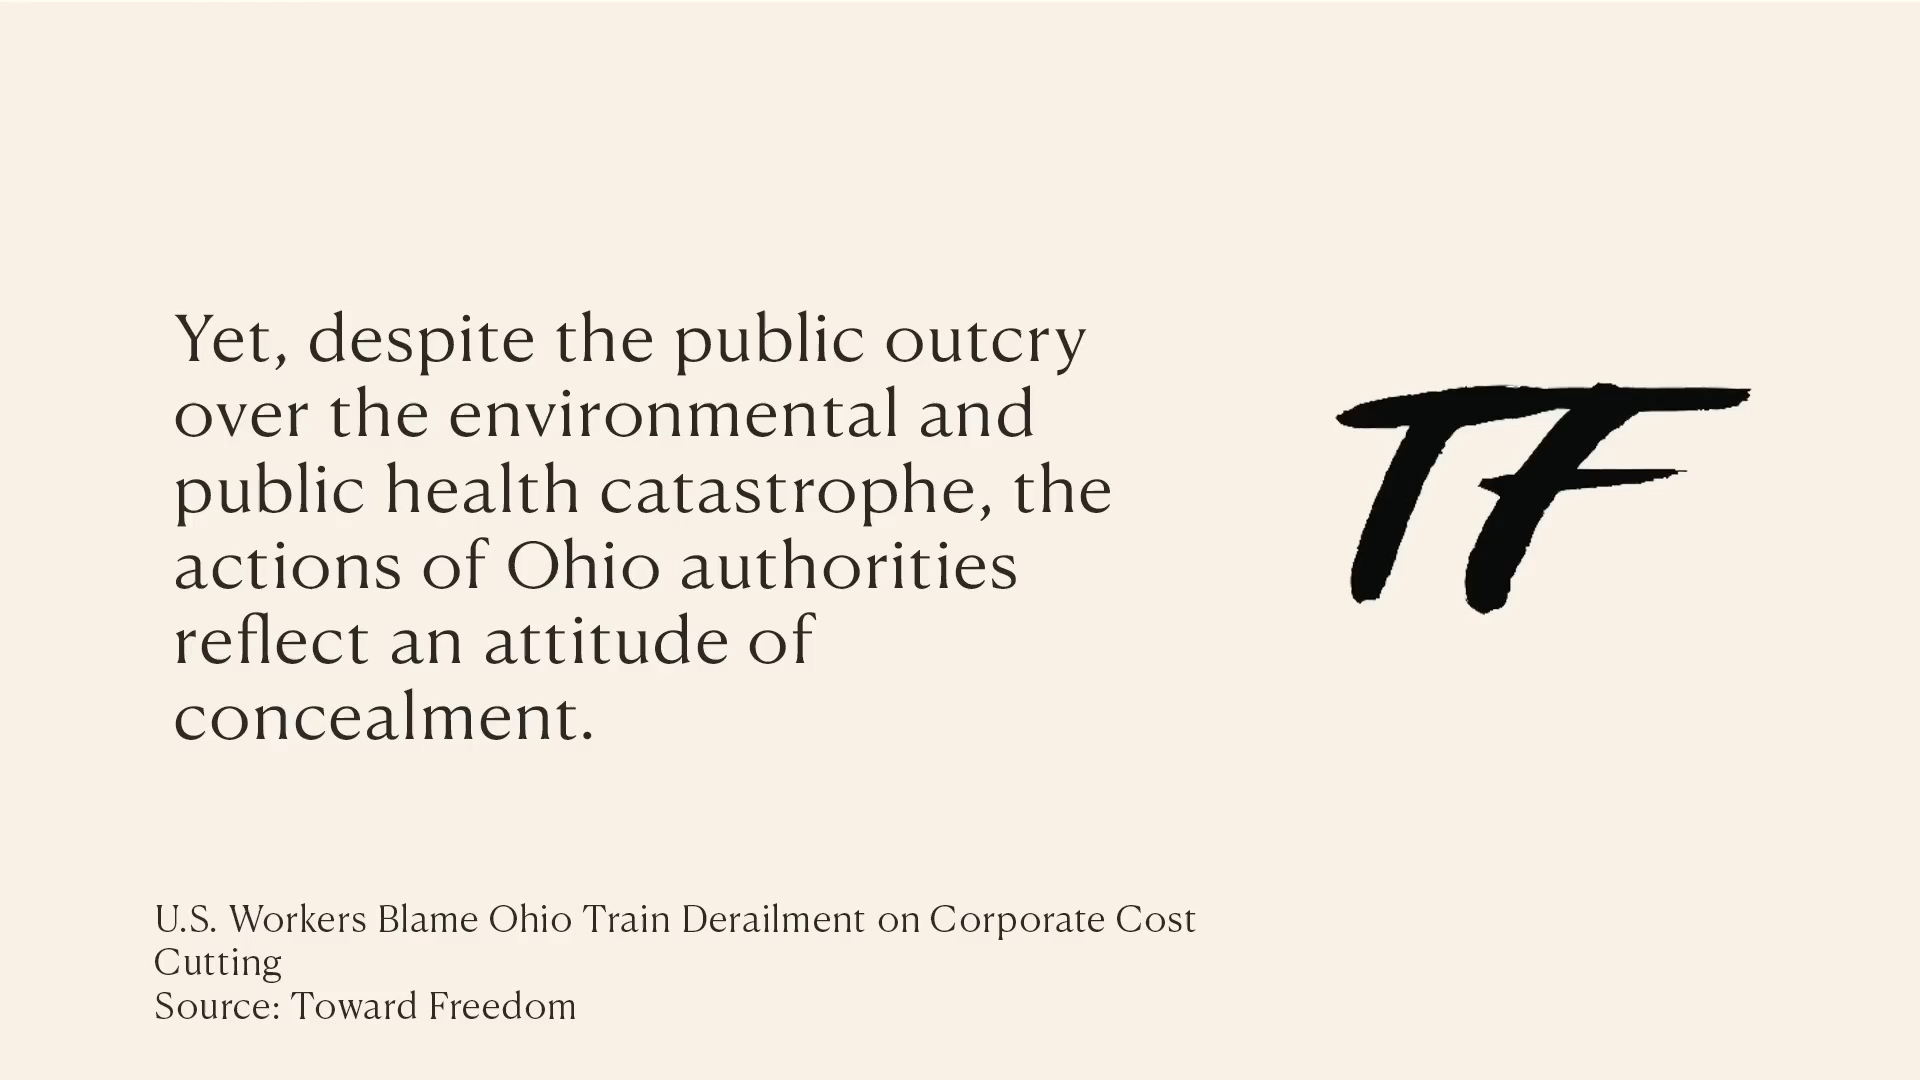 Yet, despite the public outcry
over the environmental and
public health catastrophe, the
actions of Ohio authorities
reflect an attitude of
concealment.
TF
U.S. Workers Blame Ohio Train Derailment on Corporate Cost
Cutting
Source: Toward Freedom